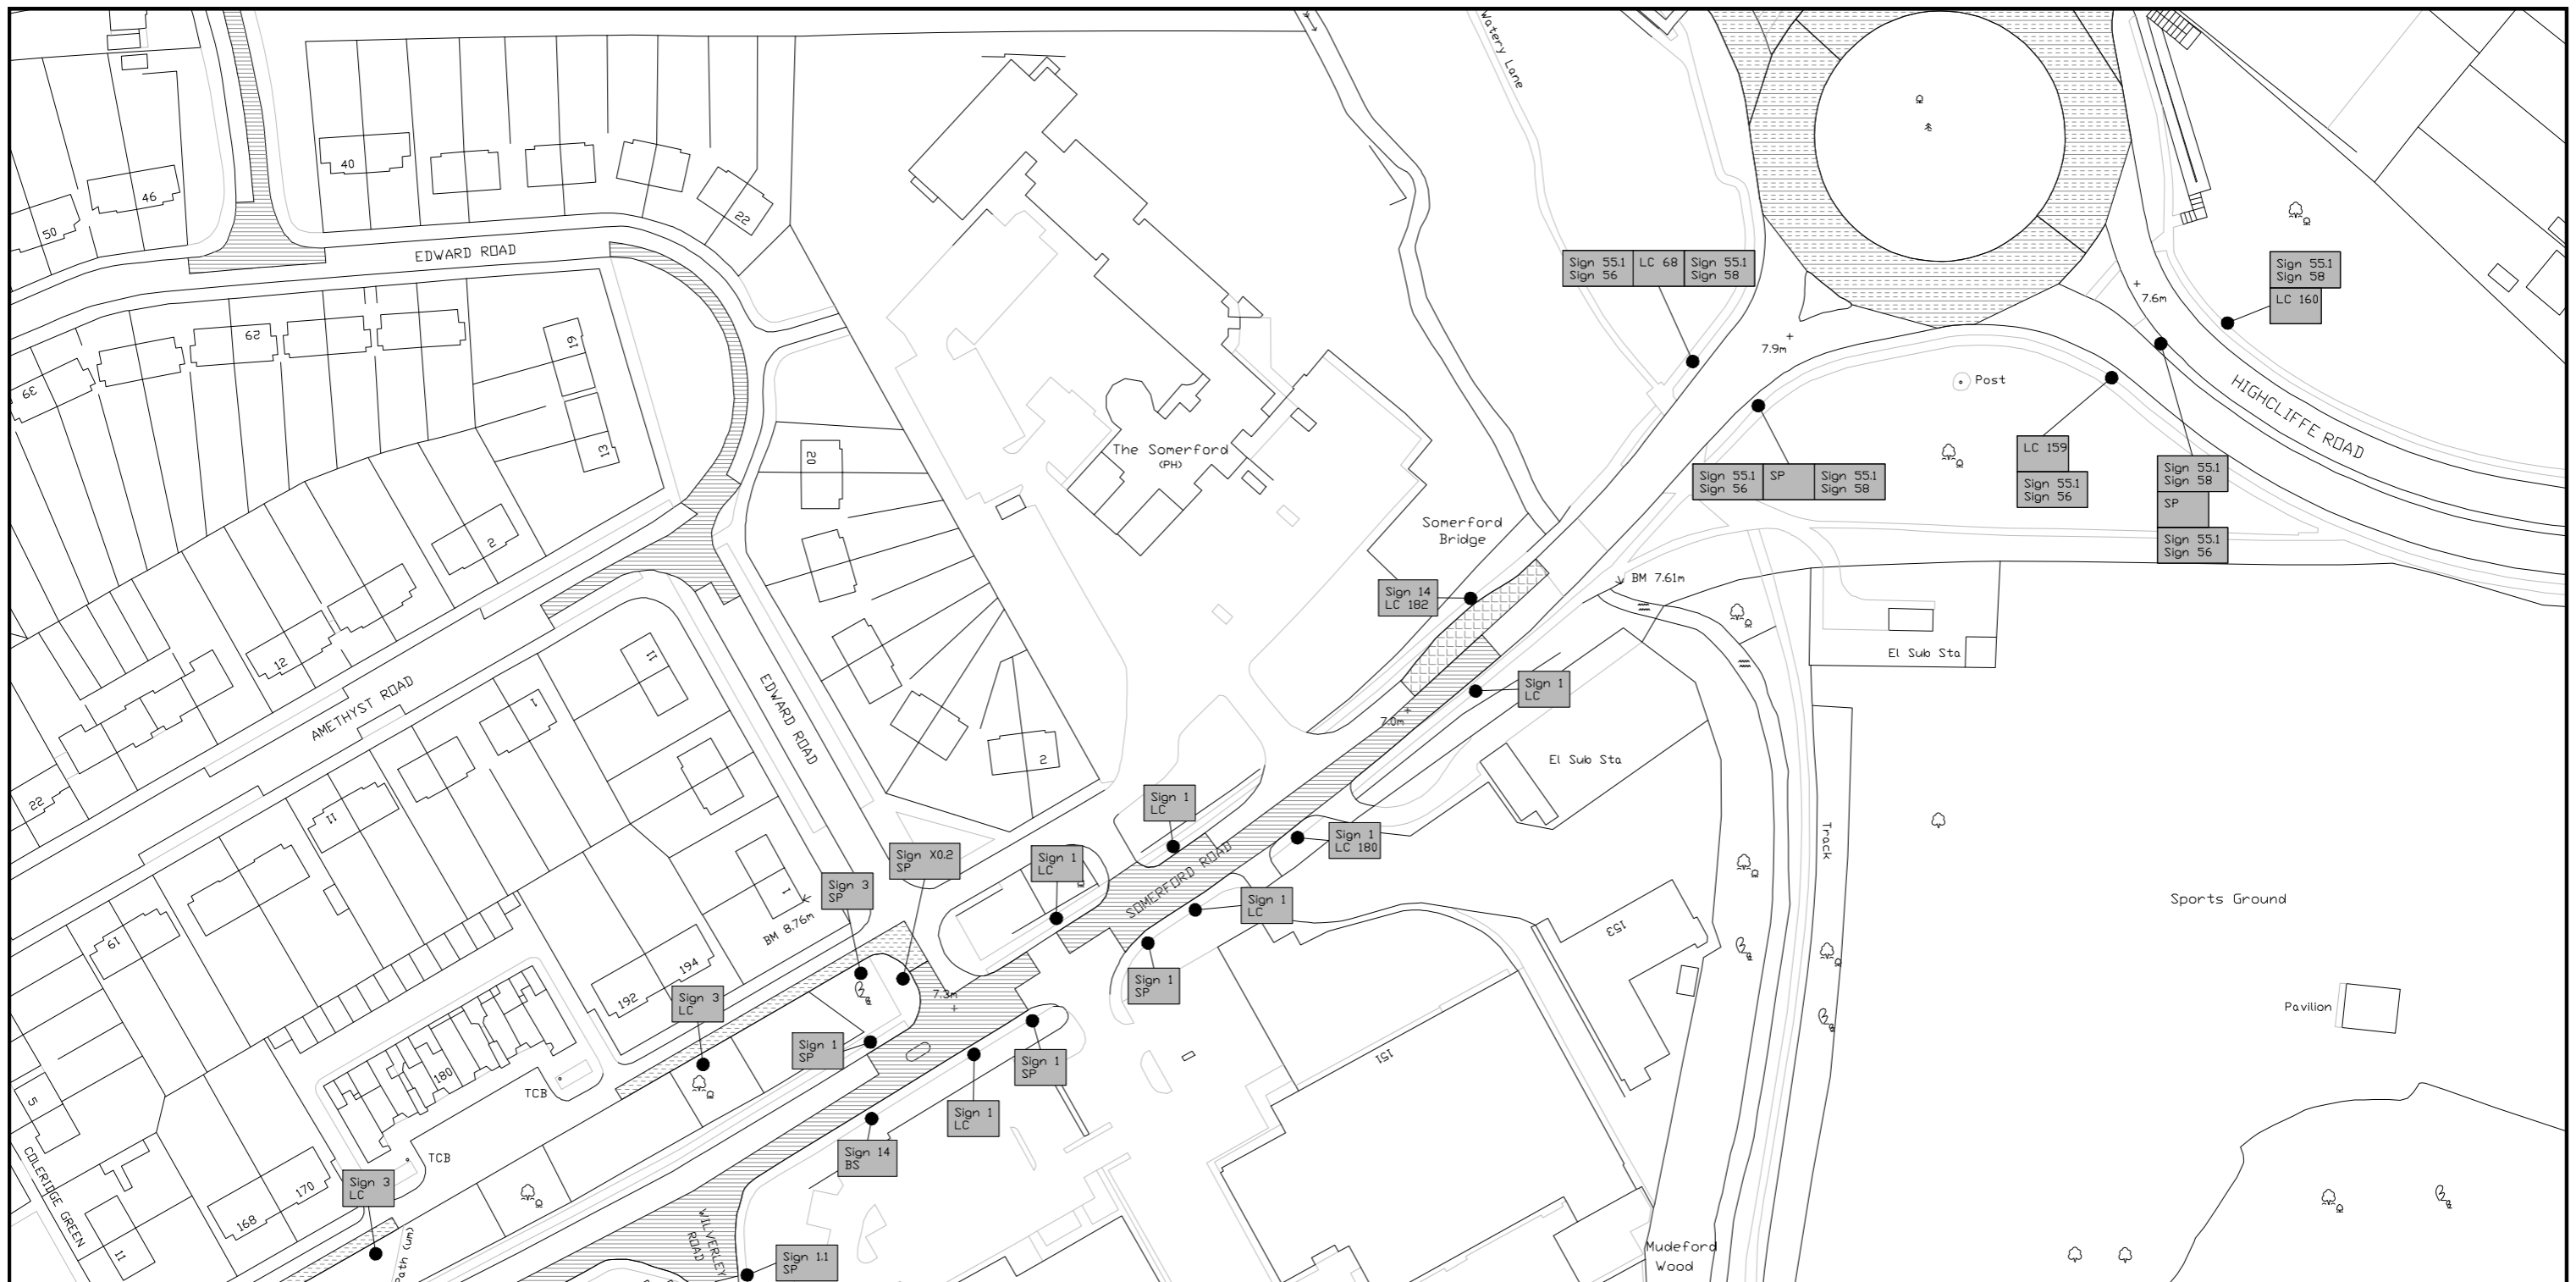 Watery Lane
40
46
50
22
EDWARD ROAD
Sign 55.1
Sign 56
LC 68
Sign 55.1
Sign 58
Sign 55.1
Sign 58
LC 160
7.6m
7.9m
62
19
39
13
Post
HIGHCLIFFE ROAD
The Somerford
(PH)
20
LC 159
Sign 55.1
Sign 56
Sign 55.1
Sign 56
SP
Sign 55.1
Sign 58
Sign 55.1
Sign 58
SP
Sign 55.1
Sign 56
Somerford
Bridge
2
BM 7.61m
Sign 14
LC 182
12
11
El Sub Sta
AMETHYST ROAD
1
EDWARD ROAD
Sign 1
LC
7.0m
2
El Sub Sta
22
11
Sign 1
LC
Track
Sign 1
LC 180
SOMERFORD ROAD
Sign X0.2
SP
Sign 1
LC
Sign 3
SP
1
BM 8.76m
Sign 1
LC
Sports Ground
19
194
192
153
Sign 1
SP
7.3m
Sign 3
LC
Pavilion
Sign 1
SP
Sign 1
SP
151
180
TCB
5
Sign 1
LC
Sign 14
BS
TCB
COLERIDGE GREEN
Sign 3
LC
170
168
11
Path (um)
WILVERLEY
ROAD
Sign 1.1
SP
Mudeford
Wood